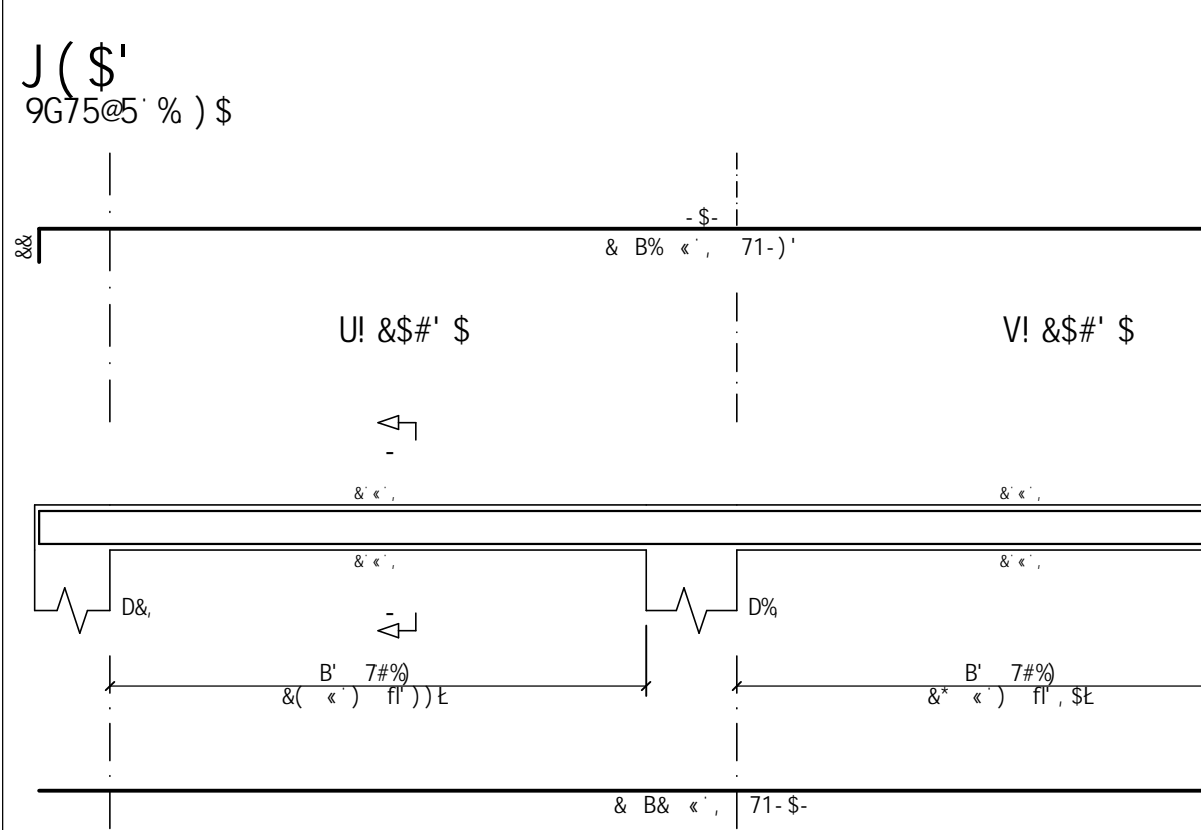 J ( $'
9G75@5˙ % ) $
- $-
&&
& B% «˙, 71- ) '
U! &$#' $
V! &$#' $
-
&˙«˙,
&˙«˙,
&˙«˙,
&˙«˙,
D&,
-
D%,
B' 7#%)
B' 7#%)
&( «˙) fl' ) ) Ł
&* «˙) fl' , $Ł
& B& «˙, 71- $-